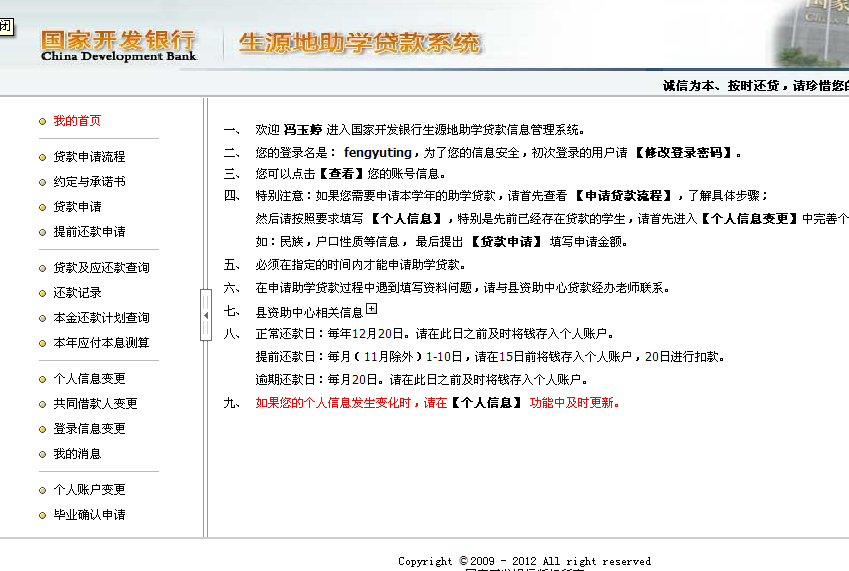 闭
国家开发银行
China Development Bank
生源地助学贷款系统
诚信为本、按时还贷，请珍惜您的
我的首页
贷款申请流程
约定与承诺书
贷款申请
提前还款申请
贷款及应还款查询
还款记录
本金还款计划查询
本年应付本息测算
个人信息变更
共同借款人变更
登录信息变更
我的消息
个人账户变更
毕业确认申请
一、 欢迎 冯玉婷 进入国家开发银行生源地助学贷款信息管理系统。
二、 您的登录名是： fengyuting，为了您的信息安全，初次登录的用户请 【修改登录密码】。
三、 您可以点击【查看】您的账号信息。
四、 特别注意：如果您需要申请本学年的助学贷款，请首先查看 【申请贷款流程】，了解具体步骤；
然后请按照要求填写 【个人信息】，特别是先前已经存在贷款的学生，请首先进入【个人信息变更】中完善个
如：民族，户口性质等信息，最后提出 【贷款申请】 填写申请金额。
五、 必须在指定的时间内才能申请助学贷款。
六、 在申请助学贷款过程中遇到填写资料问题，请与县资助中心贷款经办老师联系。
七、 县资助中心相关信息
八、 正常还款日：每年12月20日。请在此日之前及时将钱存入个人账户。
提前还款日：每月（11月除外）1-10日，请在15日前将钱存入个人账户，20日进行扣款。
逾期还款日：每月20日。请在此日之前及时将钱存入个人账户。
九、 如果您的个人信息发生变化时，请在【个人信息】 功能中及时更新。
Copyright ©2009 - 2012 All right reserved